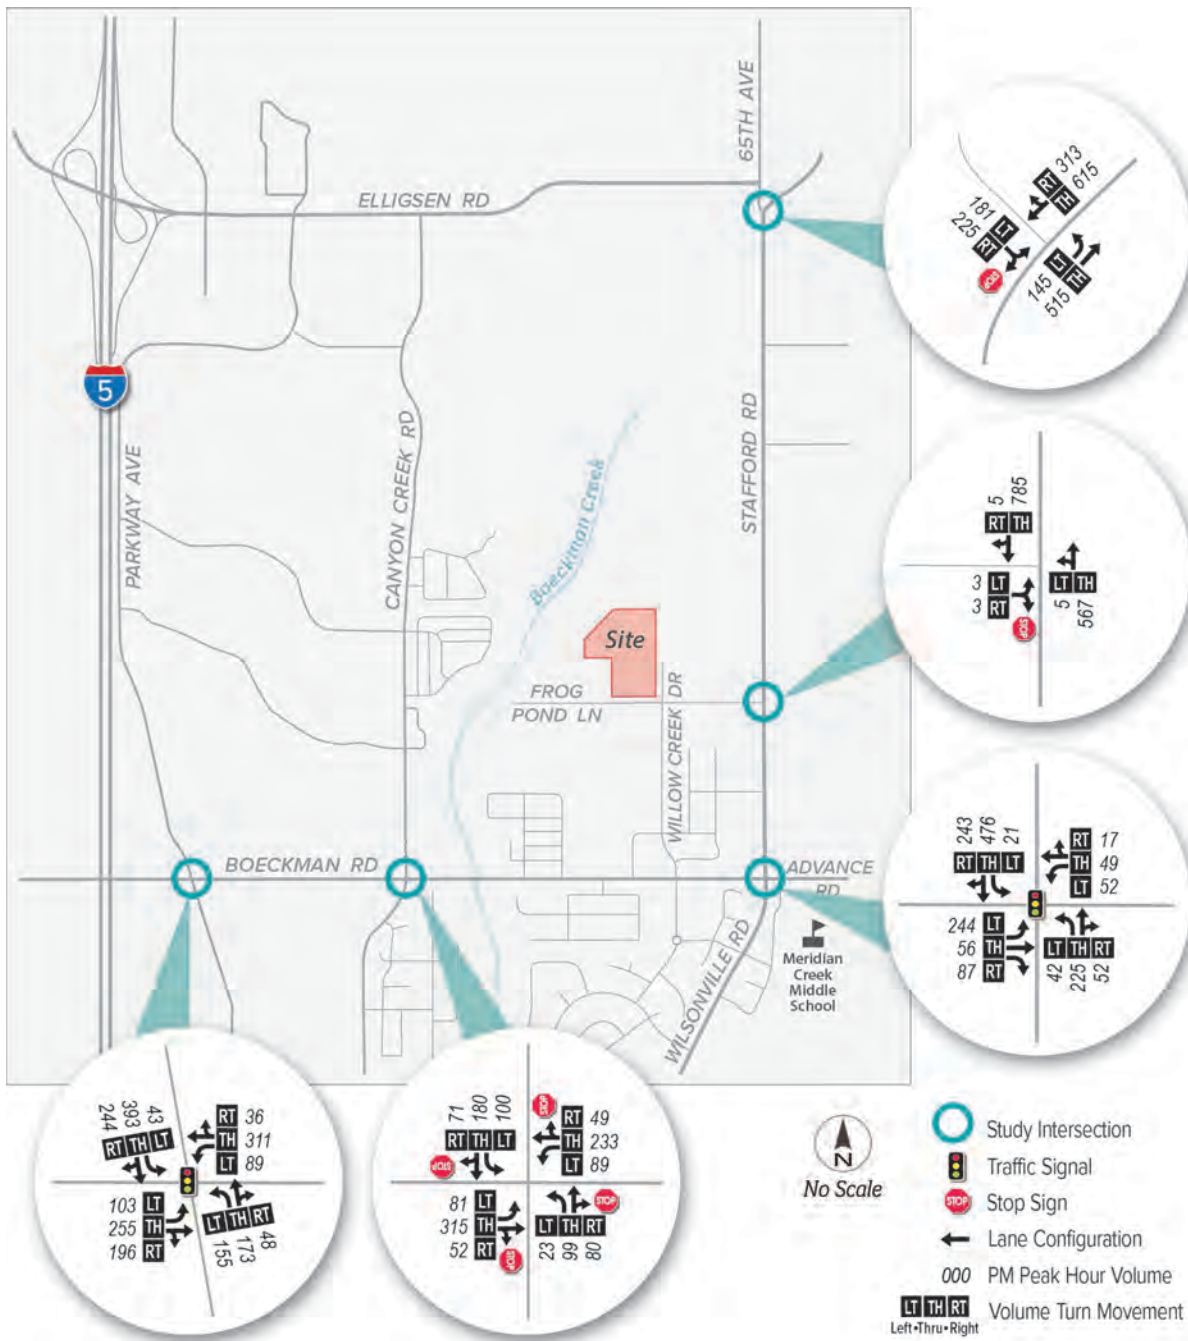 65TH AVE
ELLIGSEN RD
5
PARKWAY AVE
CANYON CREEK RD
Boeckman Creek
STAFFORD RD
Site
FROG
POND LN
WILLOW CREEK DR
BOECKMAN RD
ADVANCE
RD
WILSONVILLE RD
Meridian
Creek
Middle
School
RT 313
TH 615
181 LT
225 RT
STOP
LT 145
TH 515
5 785
RT TH
3 LT
3 RT
STOP
LT TH
5 567
243 476 21
RT TH LT
RT 17
TH 49
LT 52
244 LT
56 TH
87 RT
LT TH RT
42 225 52
244 393 43
RT TH LT
RT 36
TH 311
LT 89
103 LT
255 TH
196 RT
LT TH RT
155 173 48
71 180 100
RT TH LT
STOP
STOP
RT 49
TH 233
LT 89
81 LT
315 TH
52 RT
STOP
STOP
LT TH RT
23 99 80
N
No Scale
Study Intersection
Traffic Signal
STOP Stop Sign
Lane Configuration
000 PM Peak Hour Volume
LT TH RT Volume Turn Movement
Left•Thru•Right